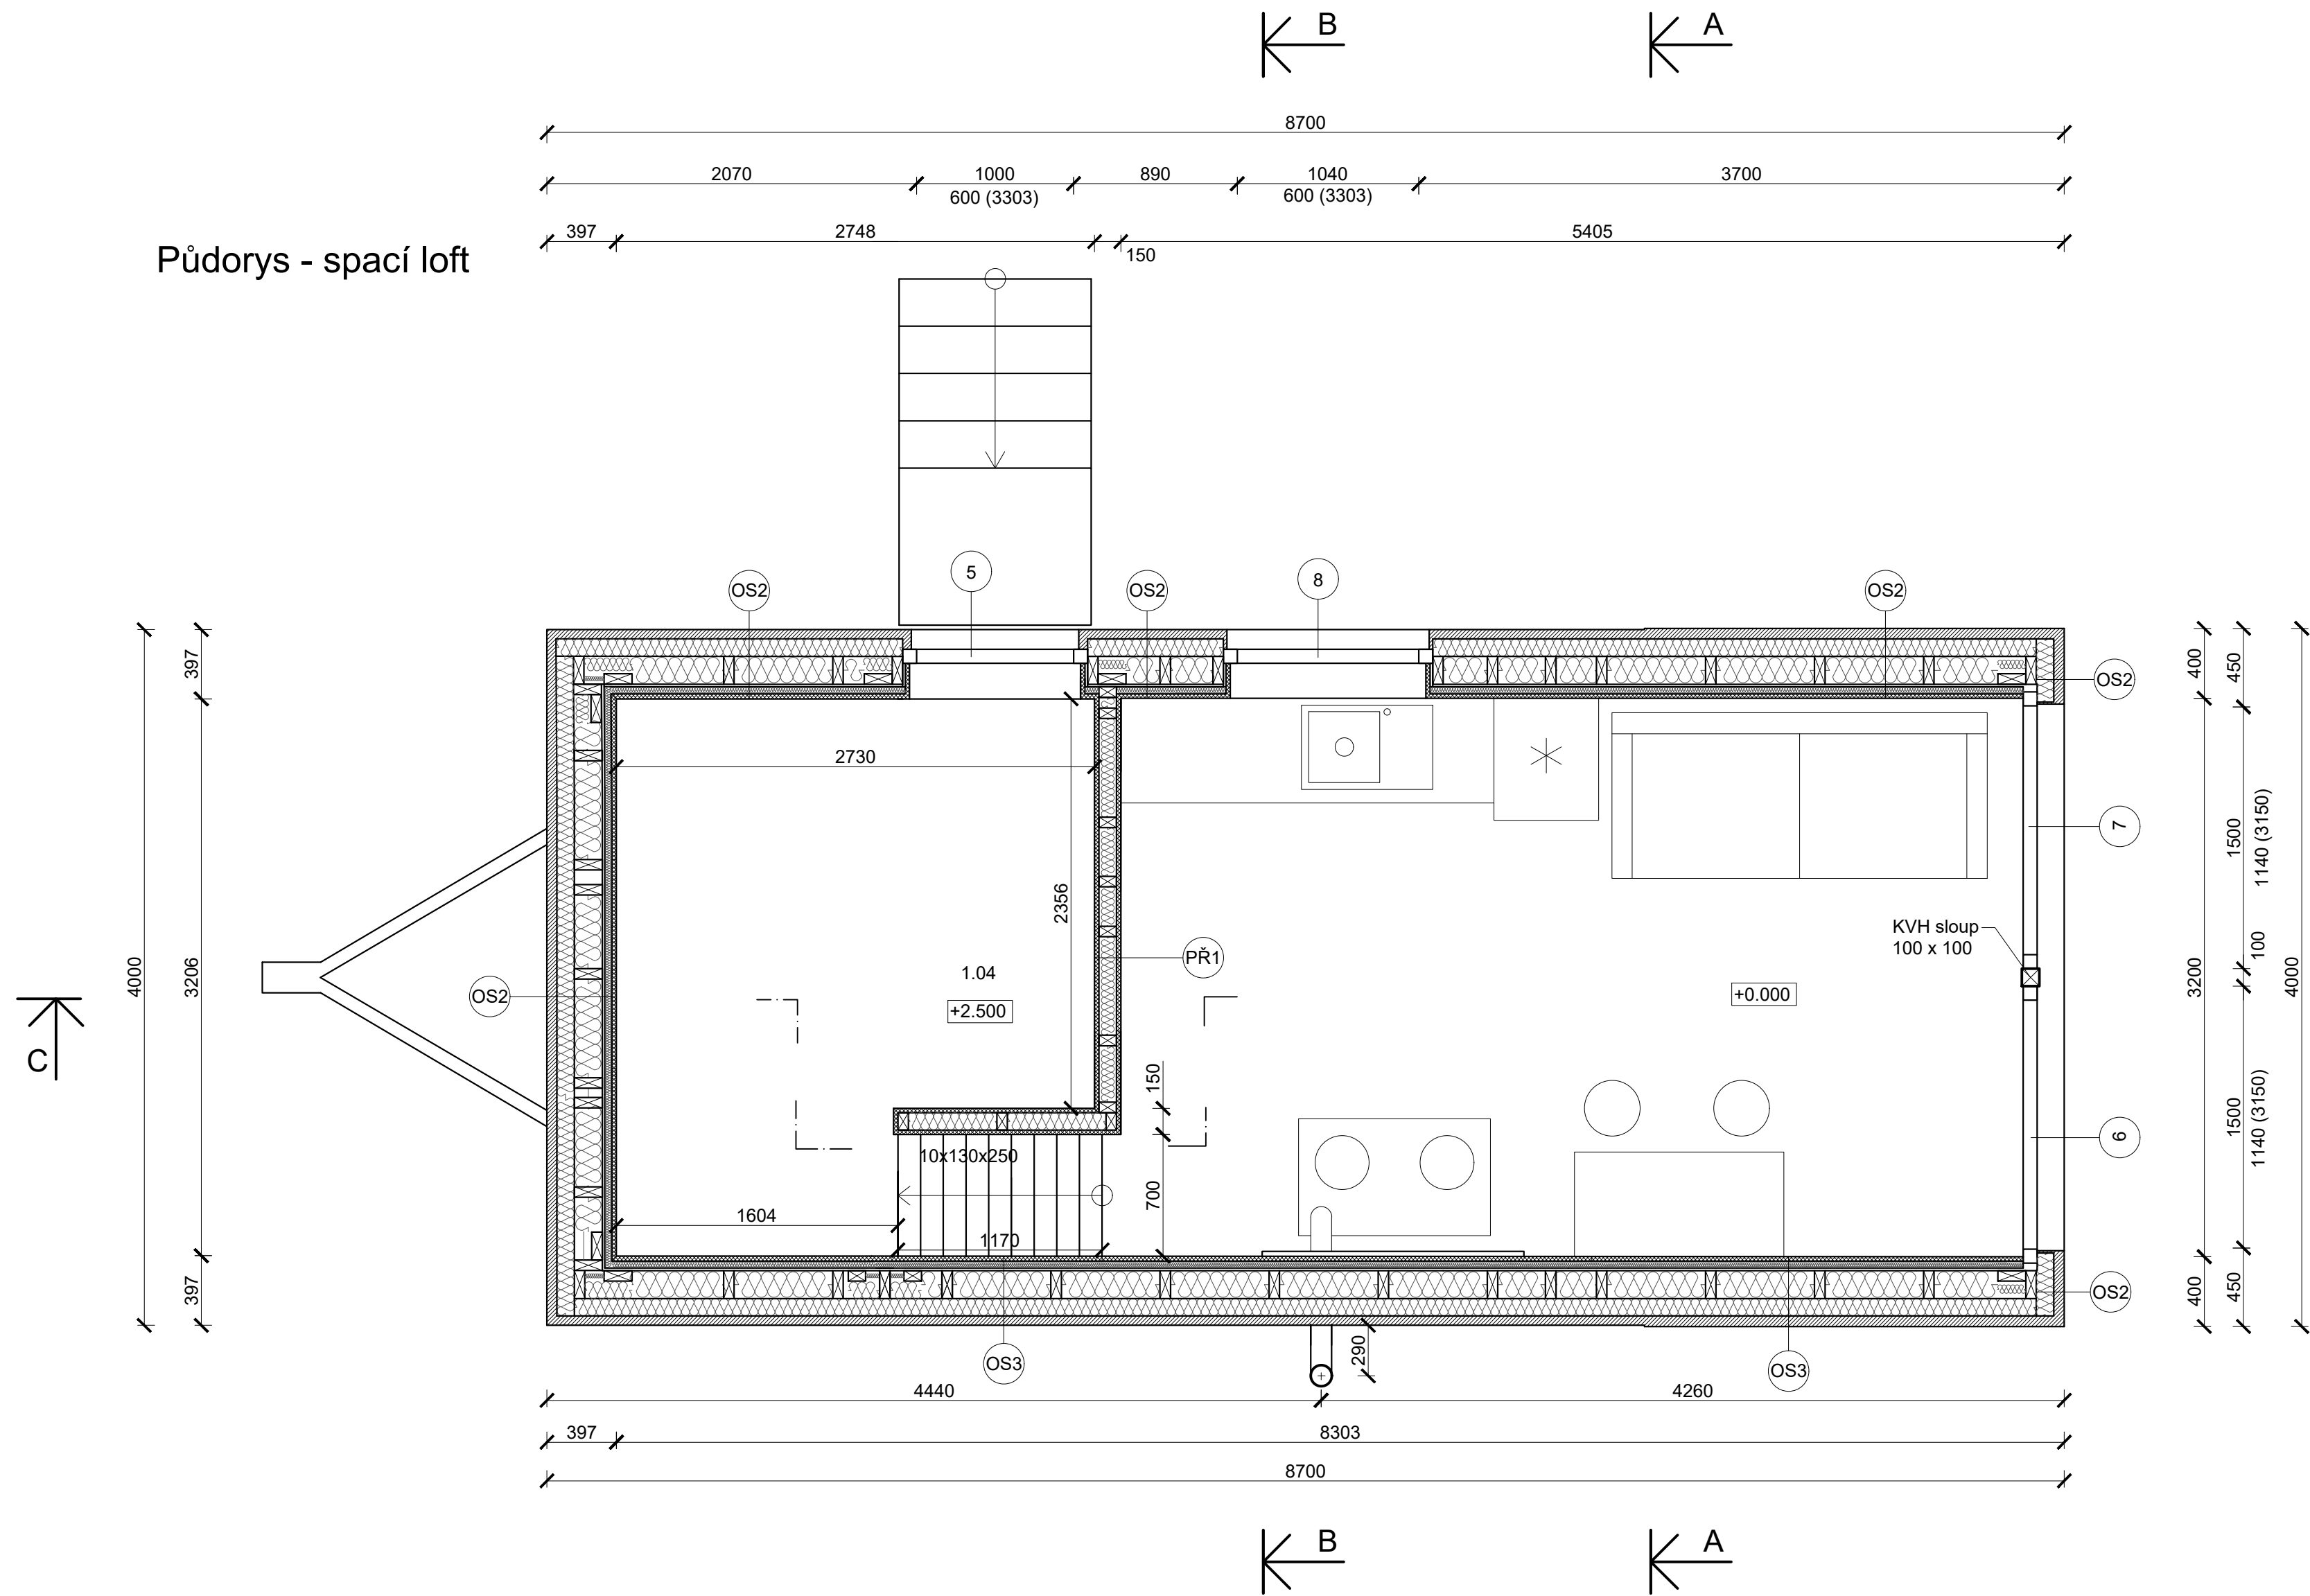 B
A
8700
2070
1000
890
1040
3700
600 (3303)
600 (3303)
397
2748
5405
150
Půdorys - spací loft
5
8
OS2
OS2
OS2
397
400
450
OS2
2730
7
1500
1140 (3150)
2356
KVH sloup
100 x 100
100
PŘ1
1.04
+2.500
+0.000
OS2
4000
3206
3200
4000
C
150
10x130x250
700
6
1500
1140 (3150)
1604
1170
397
400
450
OS2
290
OS3
OS3
4440
4260
397
8303
8700
B
A